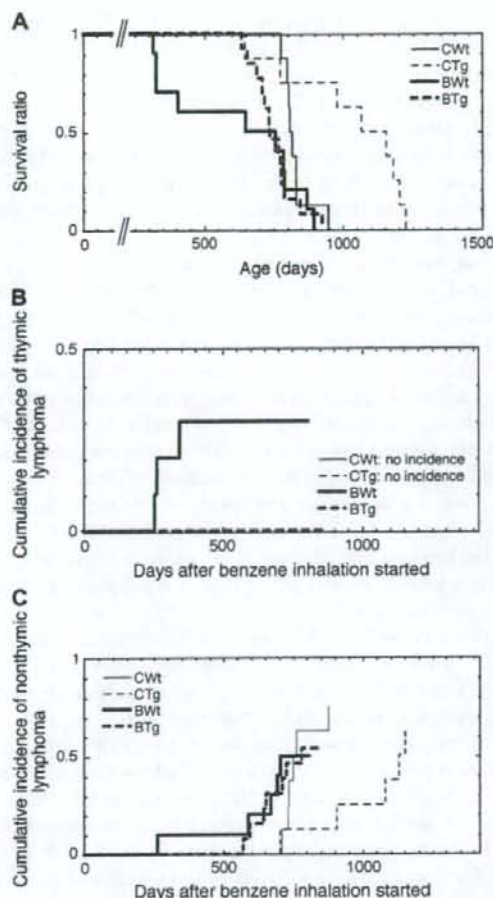 A
1
0.5
0
Survival ratio
CWt
CTg
BWt
BTg
0 500 1000 1500
Age (days)
B
0.5
0
Cumulative incidence of thymic
lymphoma
CWt: no incidence
CTg: no incidence
BWt
BTg
0 500 1000
Days after benzene inhalation started
C
1
0.5
0
Cumulative incidence of nonthymic
lymphoma
CWt
CTg
BWt
BTg
0 500 1000
Days after benzene inhalation started